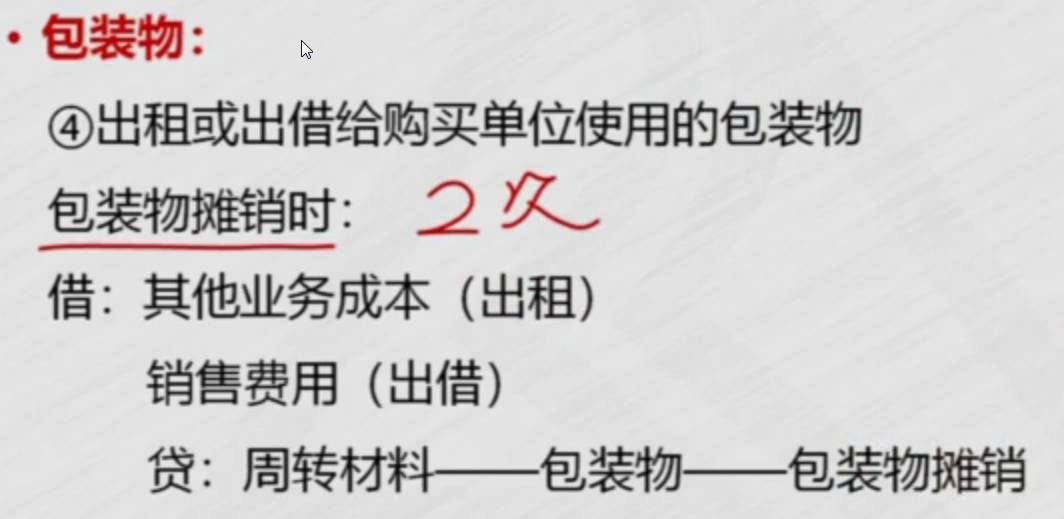 • 包装物：
④出租或出借给购买单位使用的包装物
包装物摊销时： 2次
借：其他业务成本（出租）
销售费用（出借）
贷：周转材料——包装物——包装物摊销